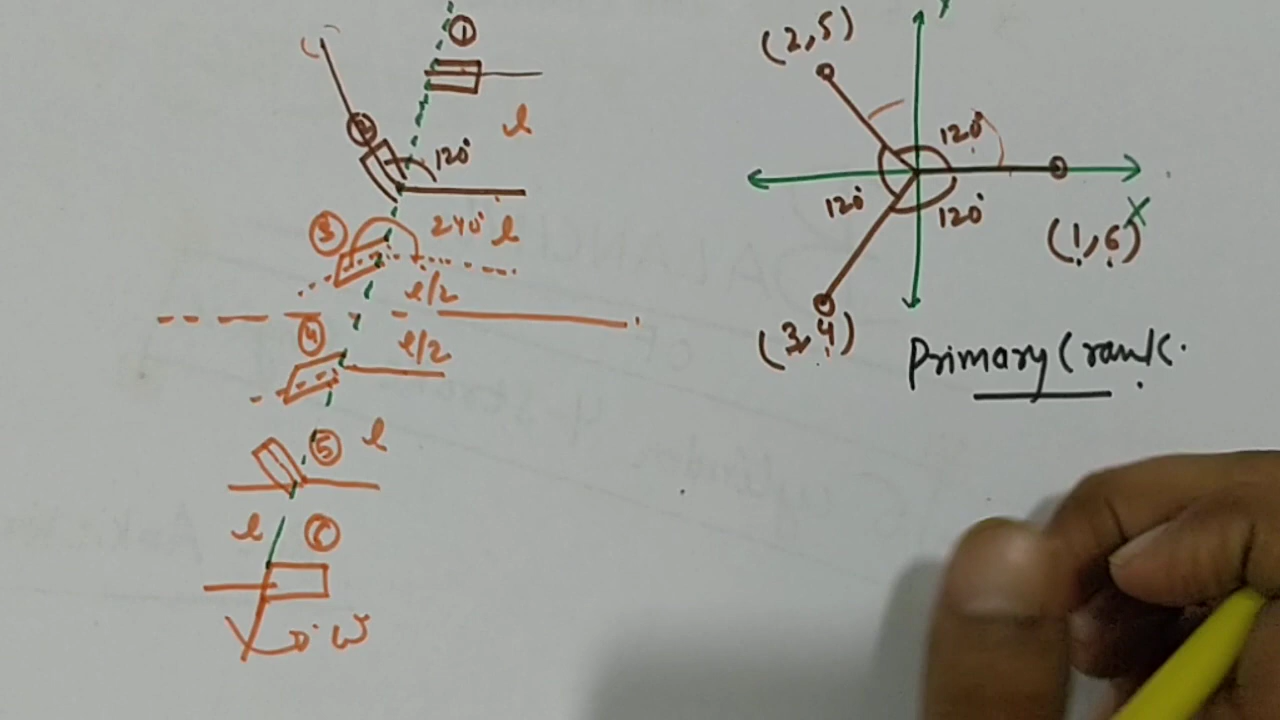 ①
l
②
120°
③
240°
l
l/2
④
l/2
⑤
l
l
⑥
ω
Y
(2,5)
120°
120°
120°
X
(1,6)
(3,4)
Primary Crank.